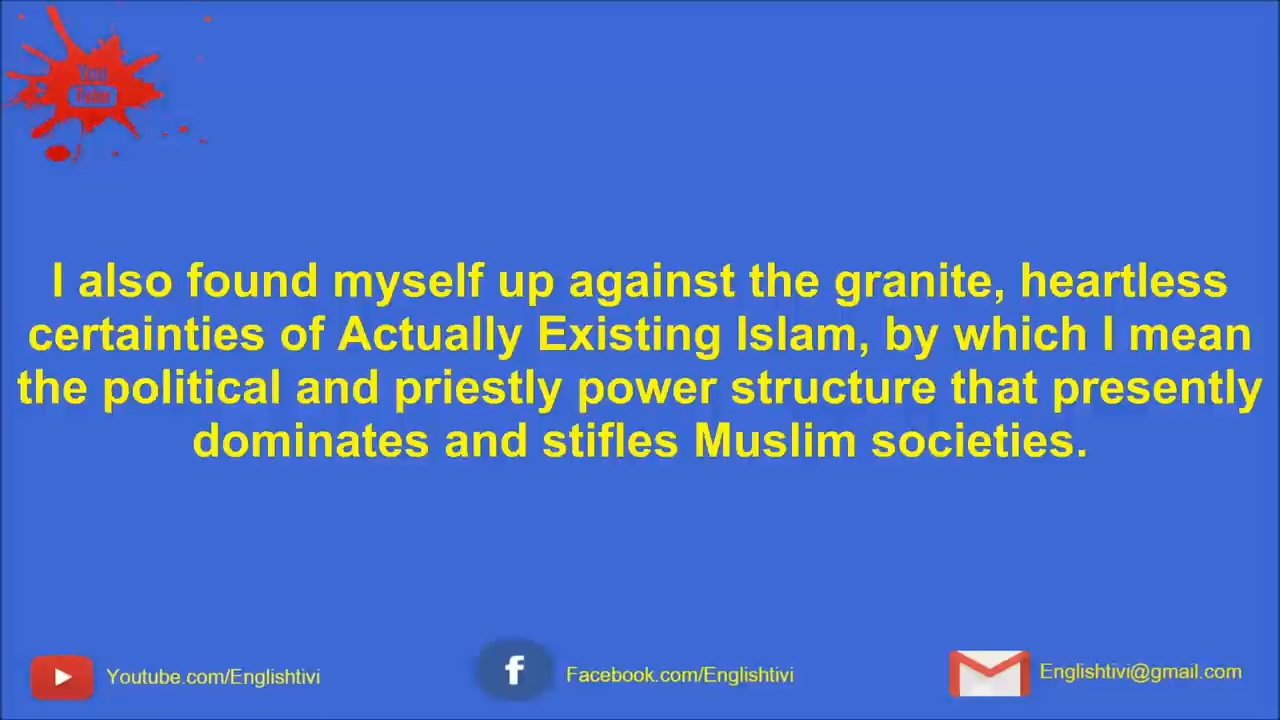 You
Tube
I also found myself up against the granite, heartless
certainties of Actually Existing Islam, by which I mean
the political and priestly power structure that presently
dominates and stifles Muslim societies.
Youtube.com/Englishtivi
f
Facebook.com/Englishtivi
Englishtivi@gmail.com